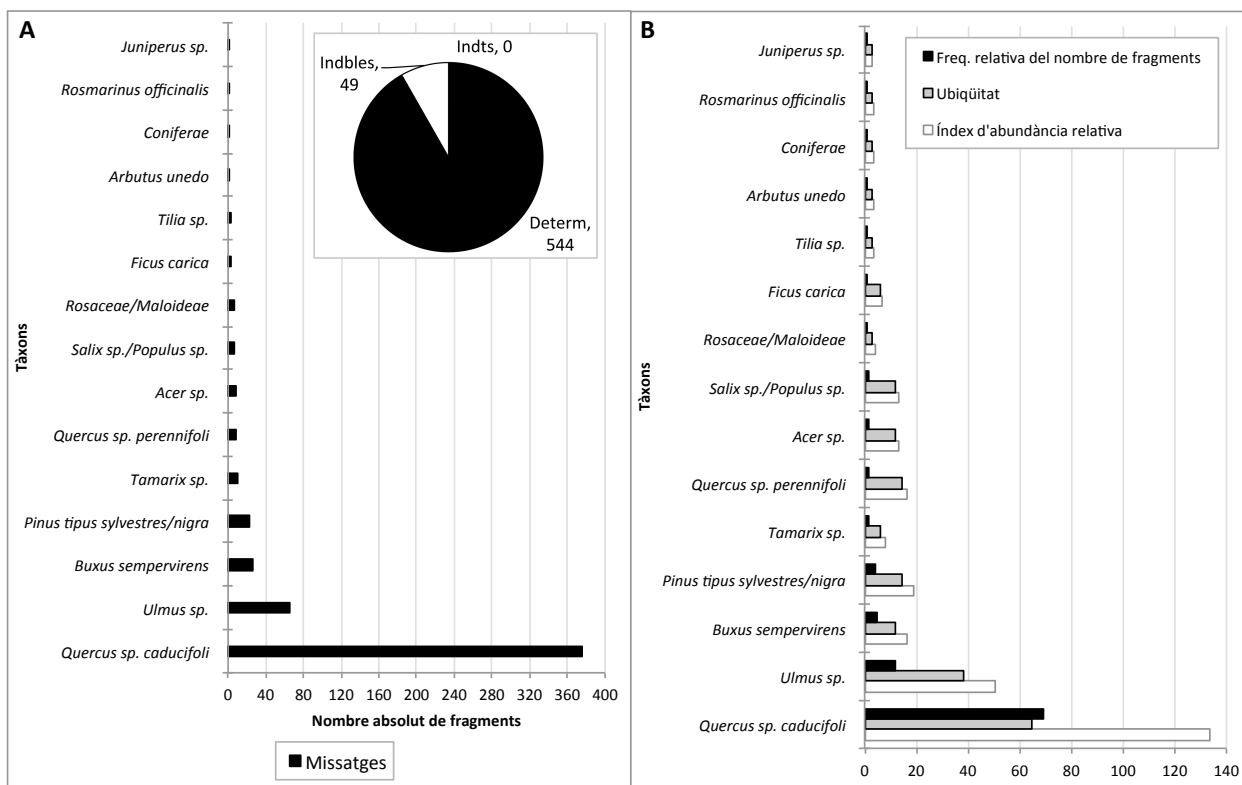 A
Juniperus sp.
Rosmarinus officinalis
Coniferae
Arbutus unedo
Tilia sp.
Ficus carica
Rosaceae/Maloideae
Salix sp./Populus sp.
Acer sp.
Quercus sp. perennifoli
Tamarix sp.
Pinus tipus sylvestres/nigra
Buxus sempervirens
Ulmus sp.
Quercus sp. caducifoli
Tàxons
0 40 80 120 160 200 240 280 320 360 400
Nombre absolut de fragments
Missatges
Indts, 0
Indbles,
49
Determ,
544
B
Juniperus sp.
Rosmarinus officinalis
Coniferae
Arbutus unedo
Tilia sp.
Ficus carica
Rosaceae/Maloideae
Salix sp./Populus sp.
Acer sp.
Quercus sp. perennifoli
Tamarix sp.
Pinus tipus sylvestres/nigra
Buxus sempervirens
Ulmus sp.
Quercus sp. caducifoli
Tàxons
0 20 40 60 80 100 120 140
Freq. relativa del nombre de fragments
Ubiqüitat
Índex d'abundància relativa